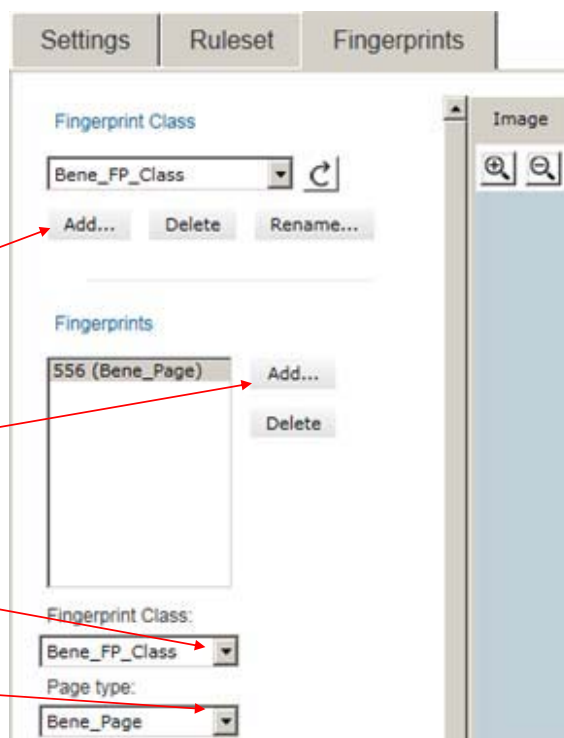 Settings Ruleset Fingerprints
Fingerprint Class
Image
Bene_FP_Class
Add... Delete Rename...
Fingerprints
556 (Bene_Page)
Add...
Delete
Fingerprint Class:
Bene_FP_Class
Page type:
Bene_Page